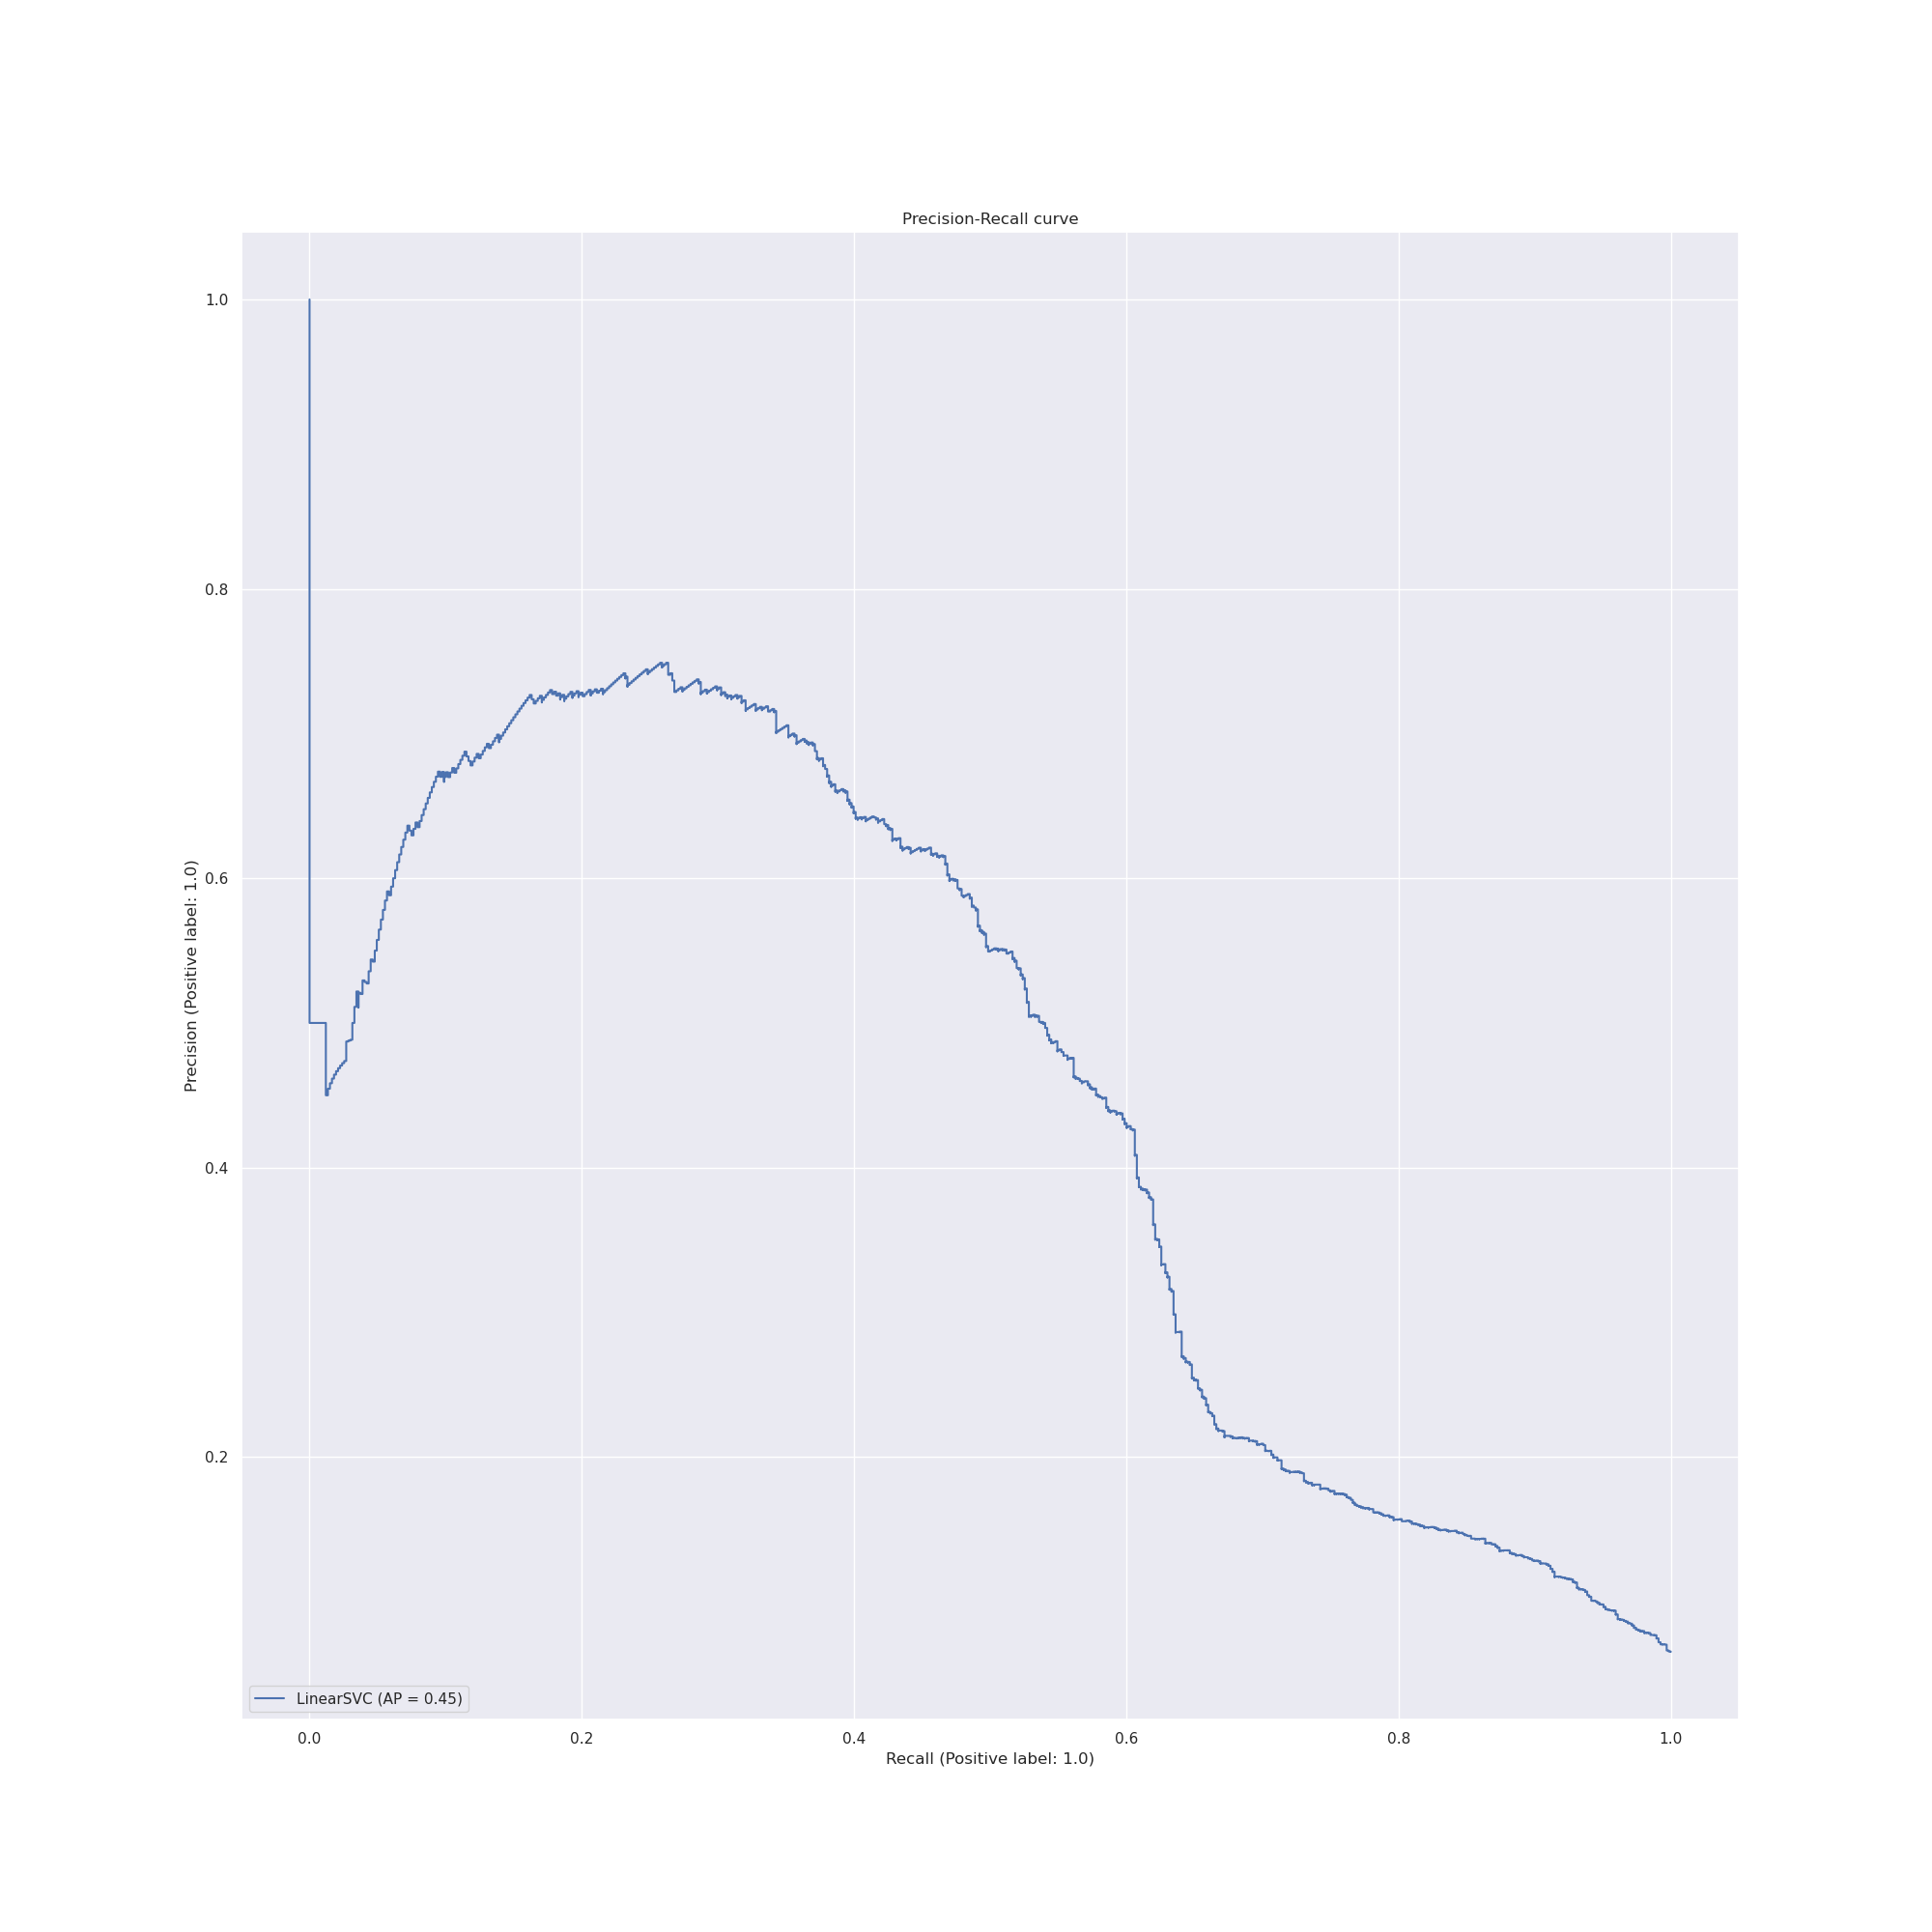 Precision-Recall curve
1.0
0.8
0.6
0.4
0.2
Precision (Positive label: 1.0)
LinearSVC (AP = 0.45)
0.0 0.2 0.4 0.6 0.8 1.0
Recall (Positive label: 1.0)